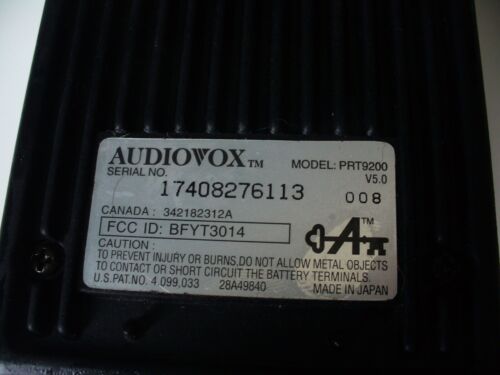 AUDIOVOX™ MODEL: PRT9200
SERIAL NO. V5.0
17408276113 008
CANADA : 342182312A
FCC ID: BFYT3014 A™
CAUTION :
TO PREVENT INJURY OR BURNS,DO NOT ALLOW METAL OBJECTS
TO CONTACT OR SHORT CIRCUIT THE BATTERY TERMINALS.
U.S.PAT.NO. 4.099.033 28A49840 MADE IN JAPAN